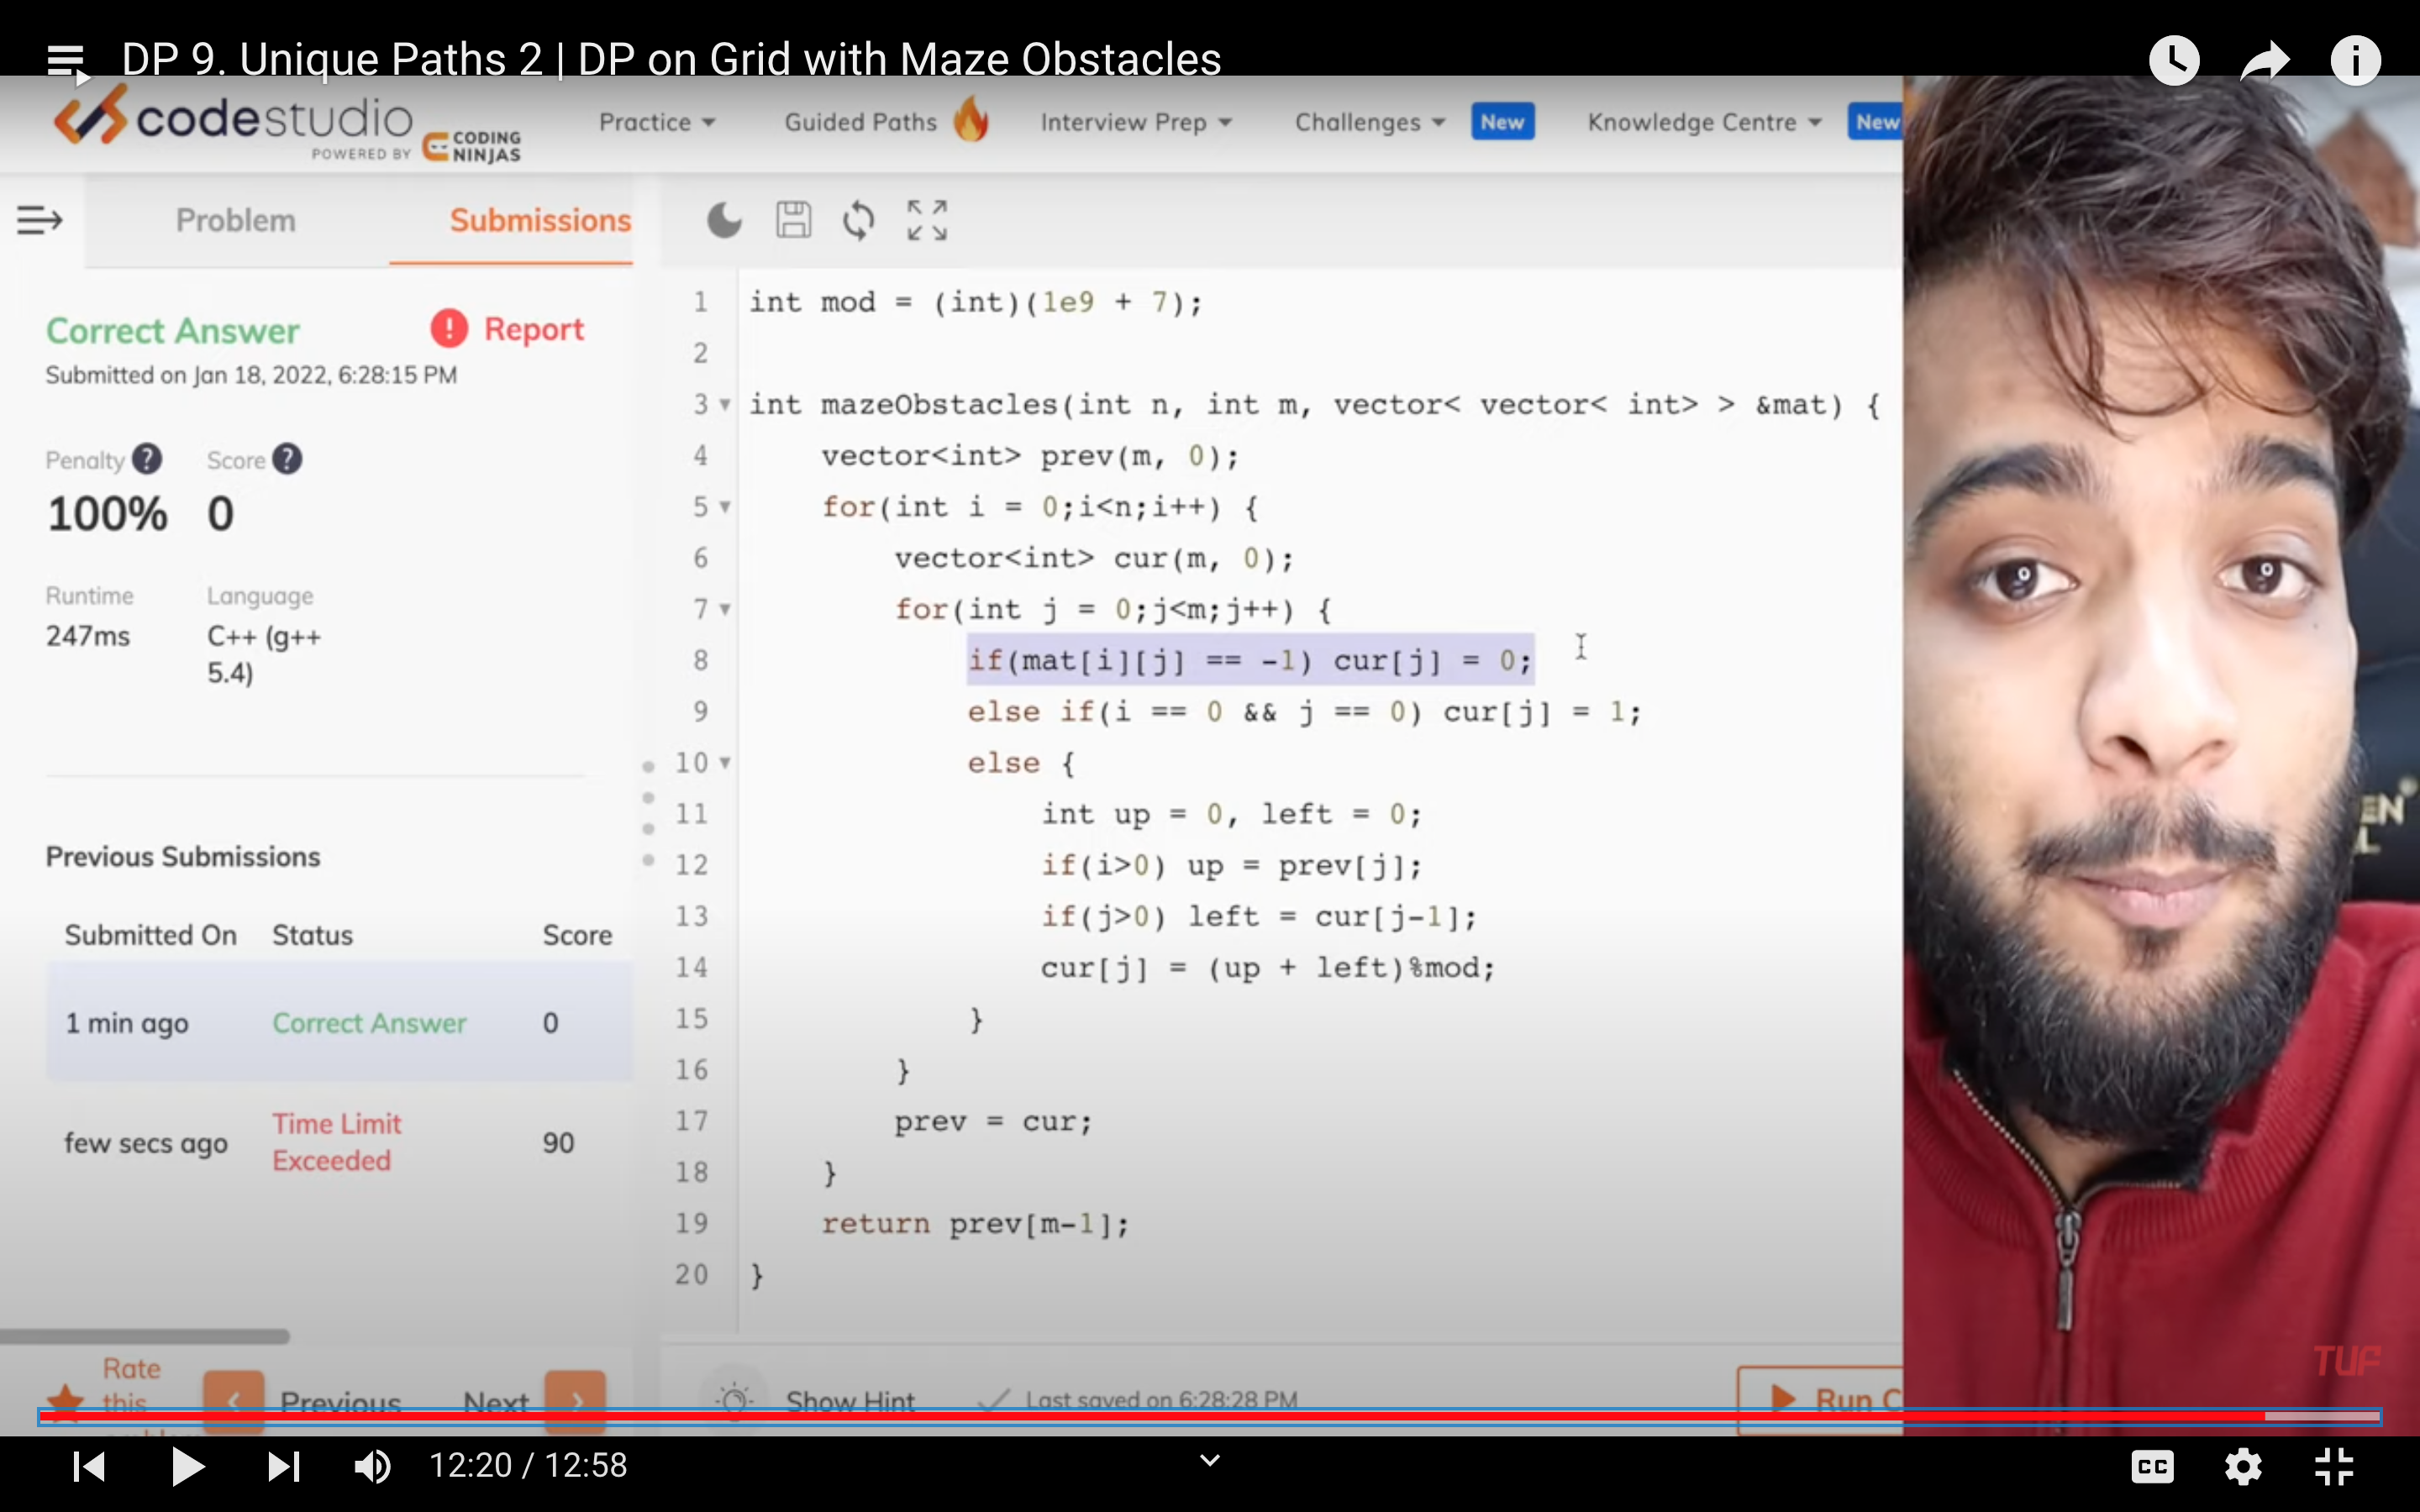 DP 9. Unique Paths 2 | DP on Grid with Maze Obstacles
codestudio
POWERED BY CODING NINJAS
Practice
Guided Paths
Interview Prep
Challenges
New
Knowledge Centre
New
Problem
Submissions
Correct Answer
Report
Submitted on Jan 18, 2022, 6:28:15 PM
Penalty ? Score ?
100% 0
Runtime Language
247ms C++ (g++
5.4)
Previous Submissions
Submitted On Status Score
1 min ago Correct Answer 0
few secs ago Time Limit Exceeded 90
Rate
this
Previous
Next
1 int mod = (int)(1e9 + 7);
2
3 int mazeObstacles(int n, int m, vector< vector< int> > &mat) {
4 vector<int> prev(m, 0);
5 for(int i = 0;i<n;i++) {
6 vector<int> cur(m, 0);
7 for(int j = 0;j<m;j++) {
8 if(mat[i][j] == -1) cur[j] = 0;
9 else if(i == 0 && j == 0) cur[j] = 1;
10 else {
11 int up = 0, left = 0;
12 if(i>0) up = prev[j];
13 if(j>0) left = cur[j-1];
14 cur[j] = (up + left)%mod;
15 }
16 }
17 prev = cur;
18 }
19 return prev[m-1];
20 }
Show Hint
Last saved on 6:28:28 PM
Run C
EN
L
TUF
12:20 / 12:58
CC